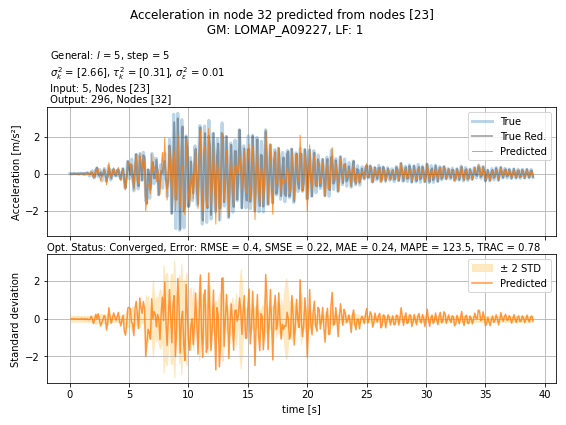 Acceleration in node 32 predicted from nodes [23]
GM: LOMAP_A09227, LF: 1
General: l = 5, step = 5
σ²ₖ = [2.66], τ²ₖ = [0.31], σ²ε = 0.01
Input: 5, Nodes [23]
Output: 296, Nodes [32]
Acceleration [m/s²]
2
0
−2
True
True Red.
Predicted
Opt. Status: Converged, Error: RMSE = 0.4, SMSE = 0.22, MAE = 0.24, MAPE = 123.5, TRAC = 0.78
Standard deviation
2
0
−2
± 2 STD
Predicted
0 5 10 15 20 25 30 35 40
time [s]